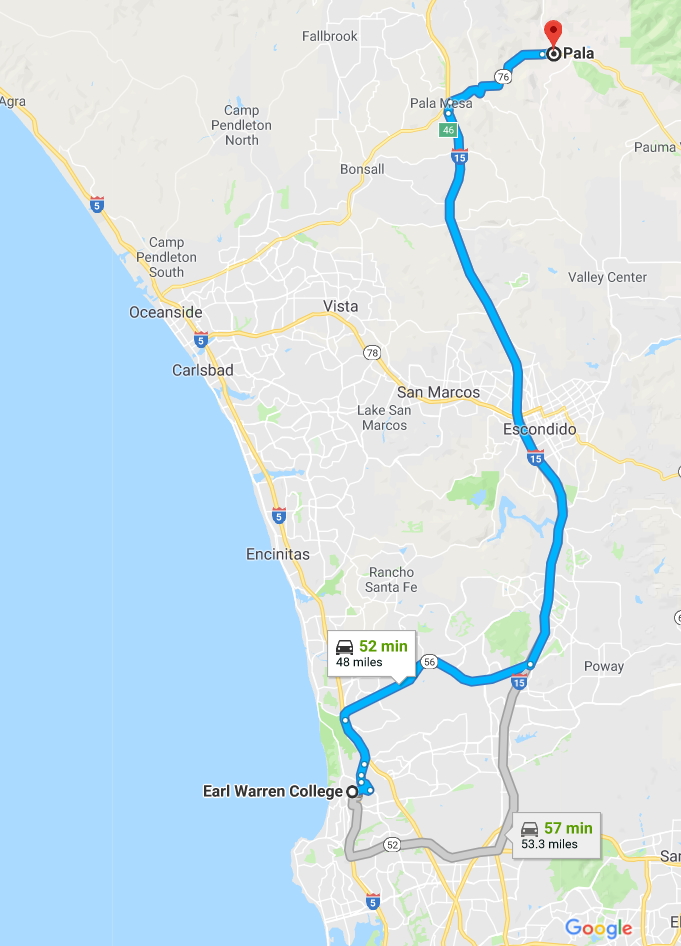 Fallbrook
Pala
76
Agra
Pala Mesa
Camp
Pendleton
North
46
15
Pauma
Bonsall
5
Camp
Pendleton
South
Valley Center
Oceanside
Vista
5
78
Carlsbad
San Marcos
Lake San
Marcos
Escondido
15
5
Encinitas
Rancho
Santa Fe
52 min
48 miles
56
Poway
15
Earl Warren College
57 min
53.3 miles
52
5
Google